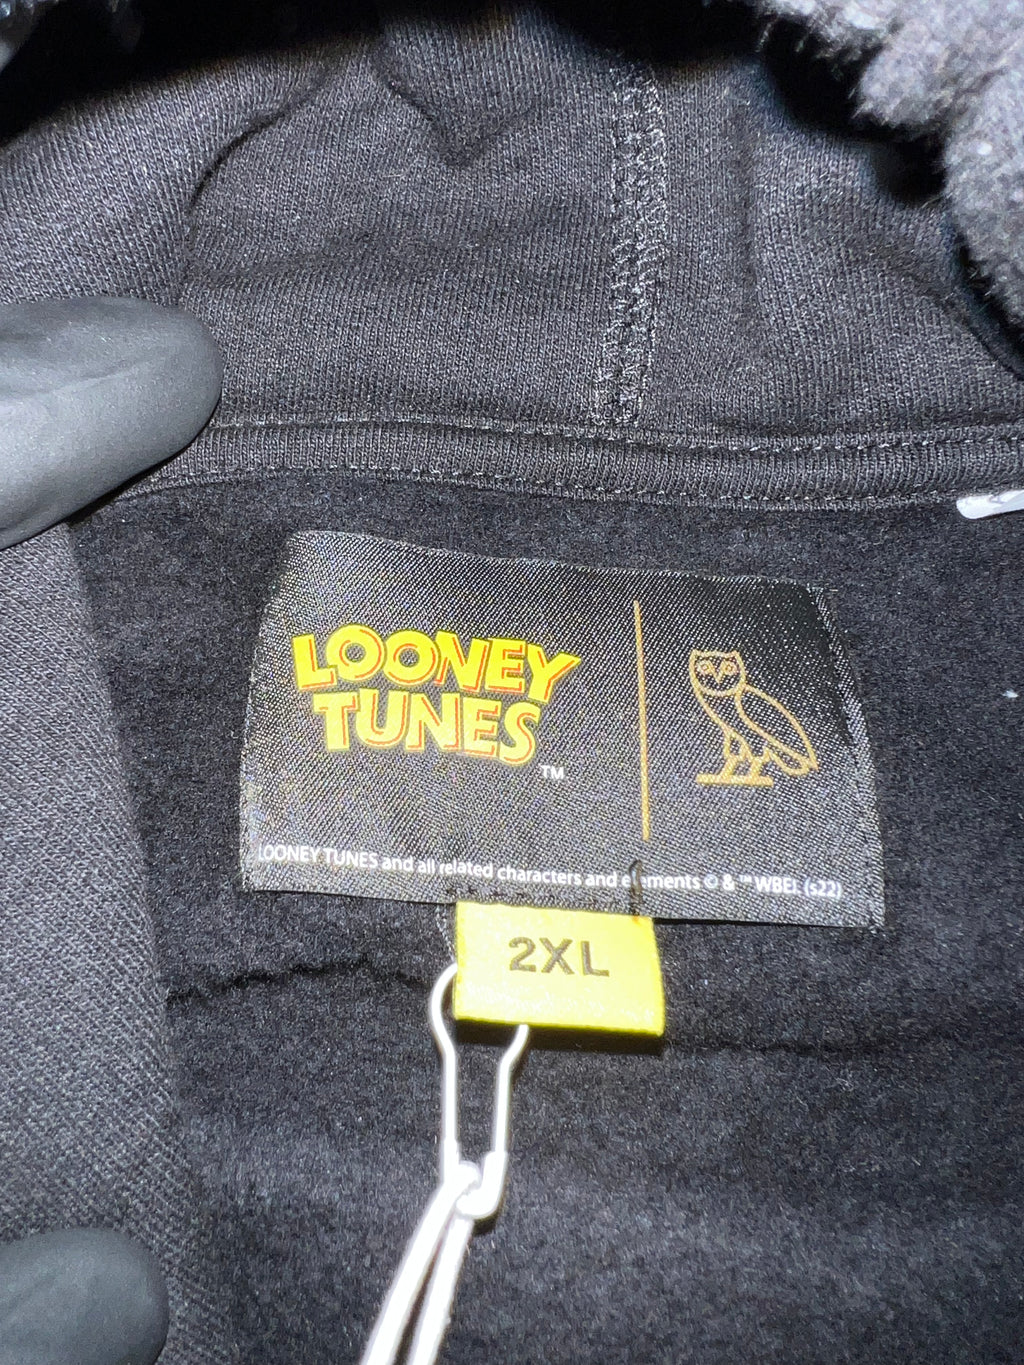 LOONEY
TUNES
TM
LOONEY TUNES and all related characters and elements © & ™ WBEI. (s22)
2XL